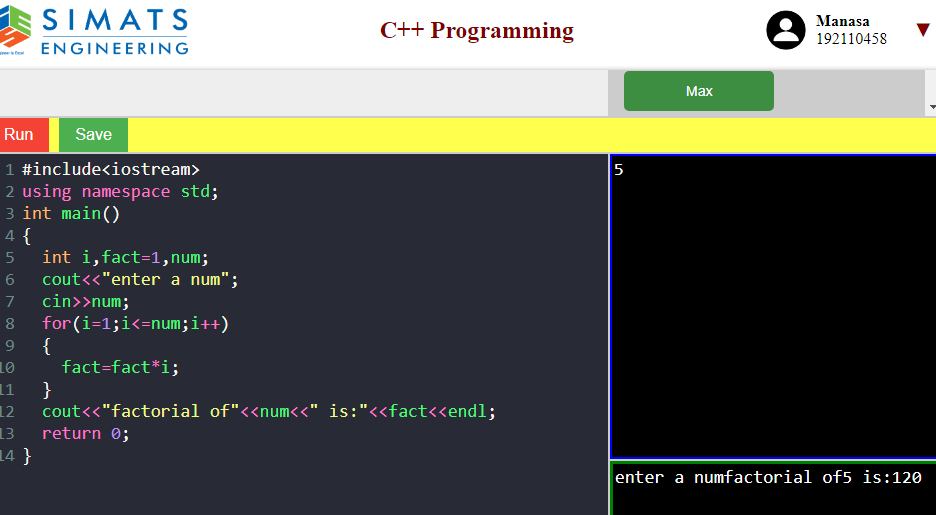 SIMATS
ENGINEERING
C++ Programming
Manasa
192110458
Max
Run Save
1 #include<iostream>
2 using namespace std;
3 int main()
4 {
5   int i,fact=1,num;
6   cout<<"enter a num";
7   cin>>num;
8   for(i=1;i<=num;i++)
9   {
10     fact=fact*i;
11   }
12   cout<<"factorial of"<<num<<" is:"<<fact<<endl;
13   return 0;
14 }
5
enter a numfactorial of5 is:120